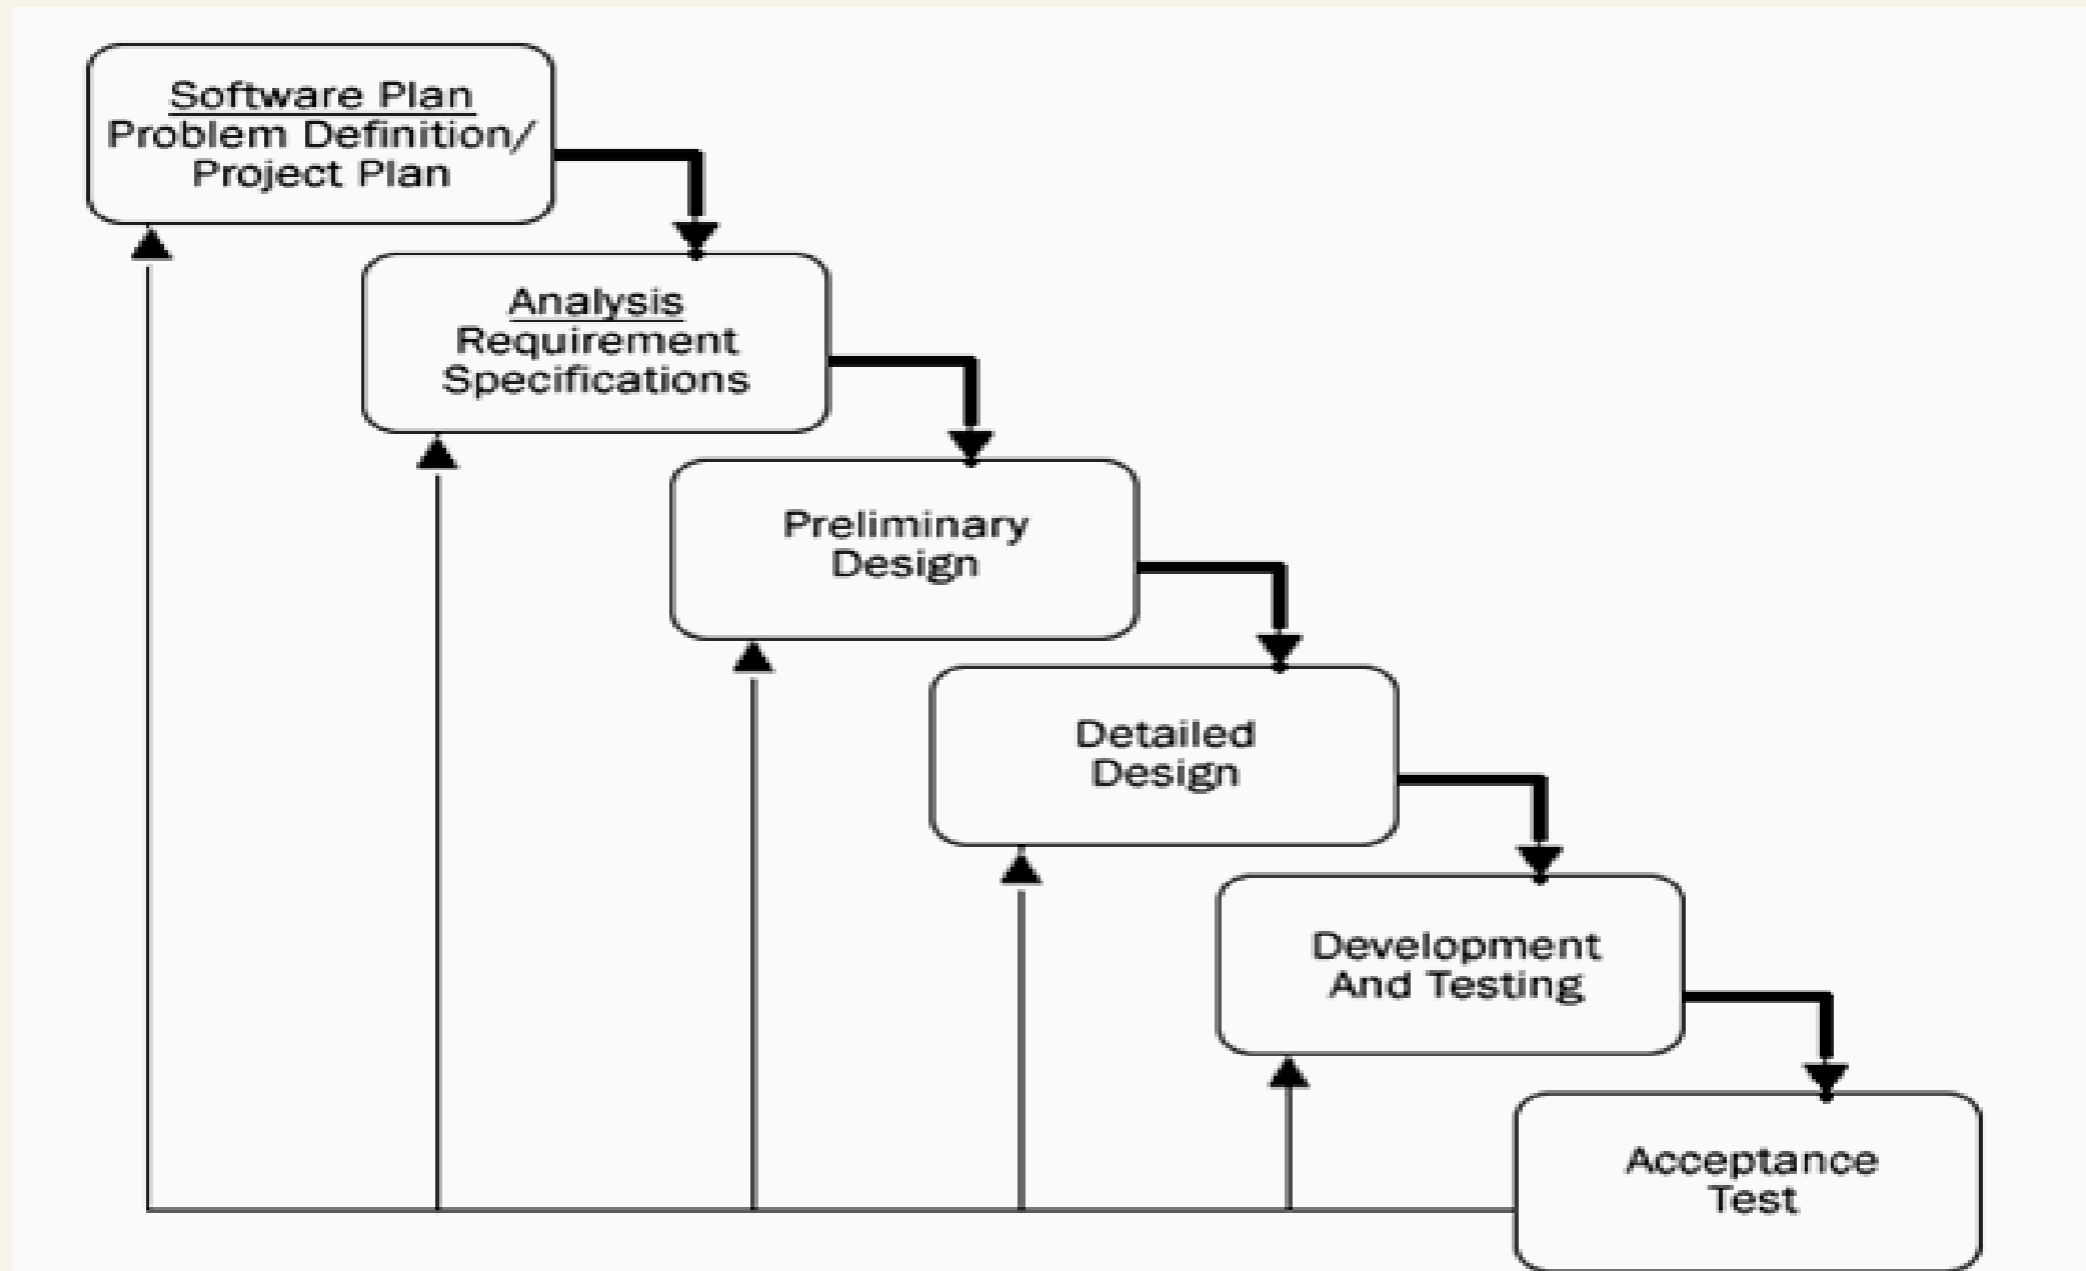 Software Plan
Problem Definition/
Project Plan
Analysis
Requirement
Specifications
Preliminary
Design
Detailed
Design
Development
And Testing
Acceptance
Test